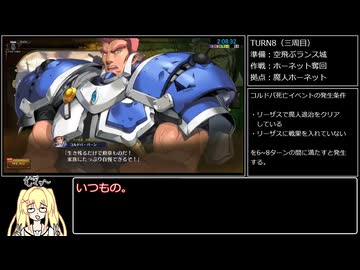 2:08:32
TURN8（三周目）
準備：空飛ぶランス城
作戦：ホーネット奪回
拠点：魔人ホーネット
コルドバ死亡イベントの発生条件
・リーザスで魔人退治をクリア
している
・リーザスに戦果を入れていない
を6~8ターンの間に満たすと発生
する。
コルドバ・バーン
「生き残るだけで勲章ものだ！
家族にたっぷり自慢できるぞ！」
いつもの。